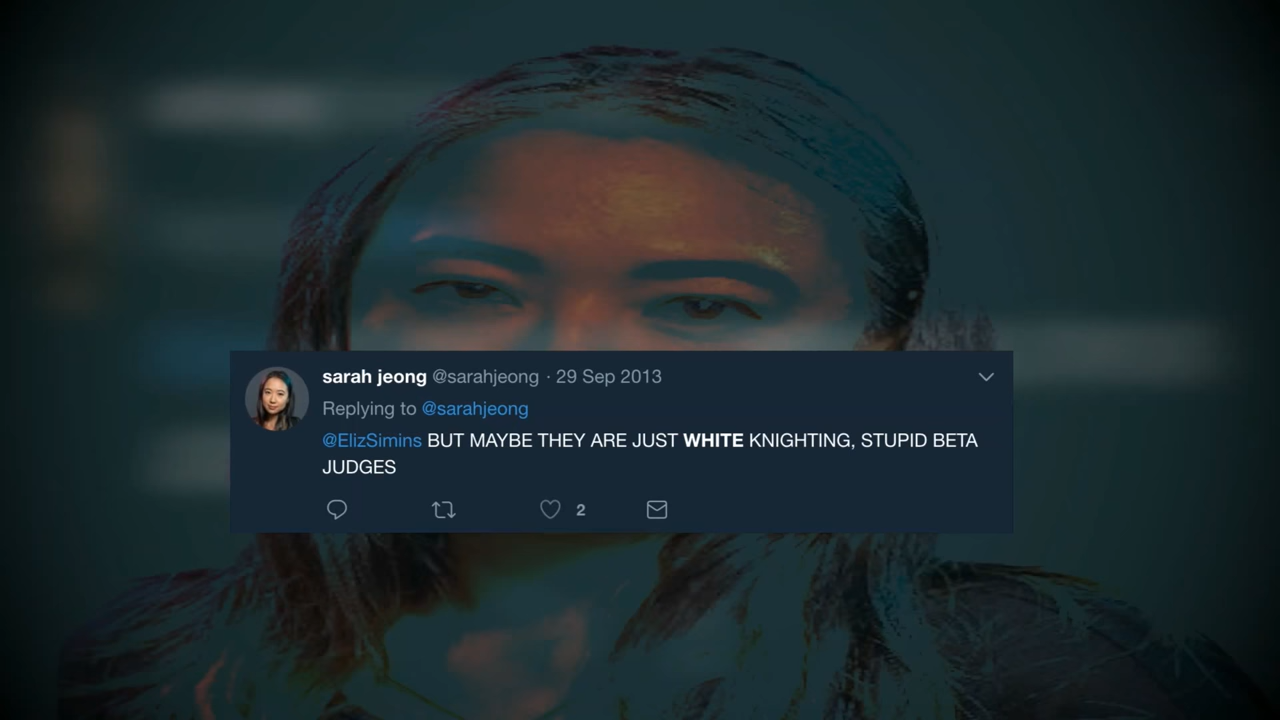 sarah jeong @sarahjeong · 29 Sep 2013
Replying to @sarahjeong
@ElizSimins BUT MAYBE THEY ARE JUST WHITE KNIGHTING, STUPID BETA
JUDGES
2